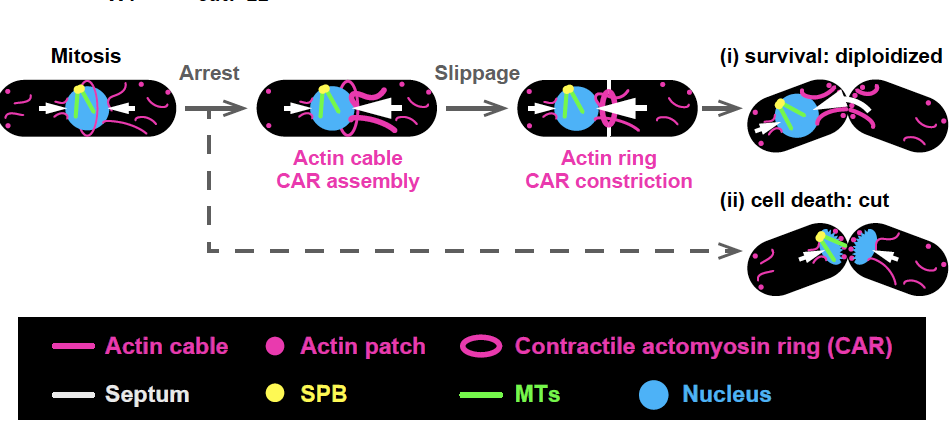 Mitosis
Arrest
Slippage
(i) survival: diploidized
Actin cable
CAR assembly
Actin ring
CAR constriction
(ii) cell death: cut
Actin cable
Actin patch
Contractile actomyosin ring (CAR)
Septum
SPB
MTs
Nucleus